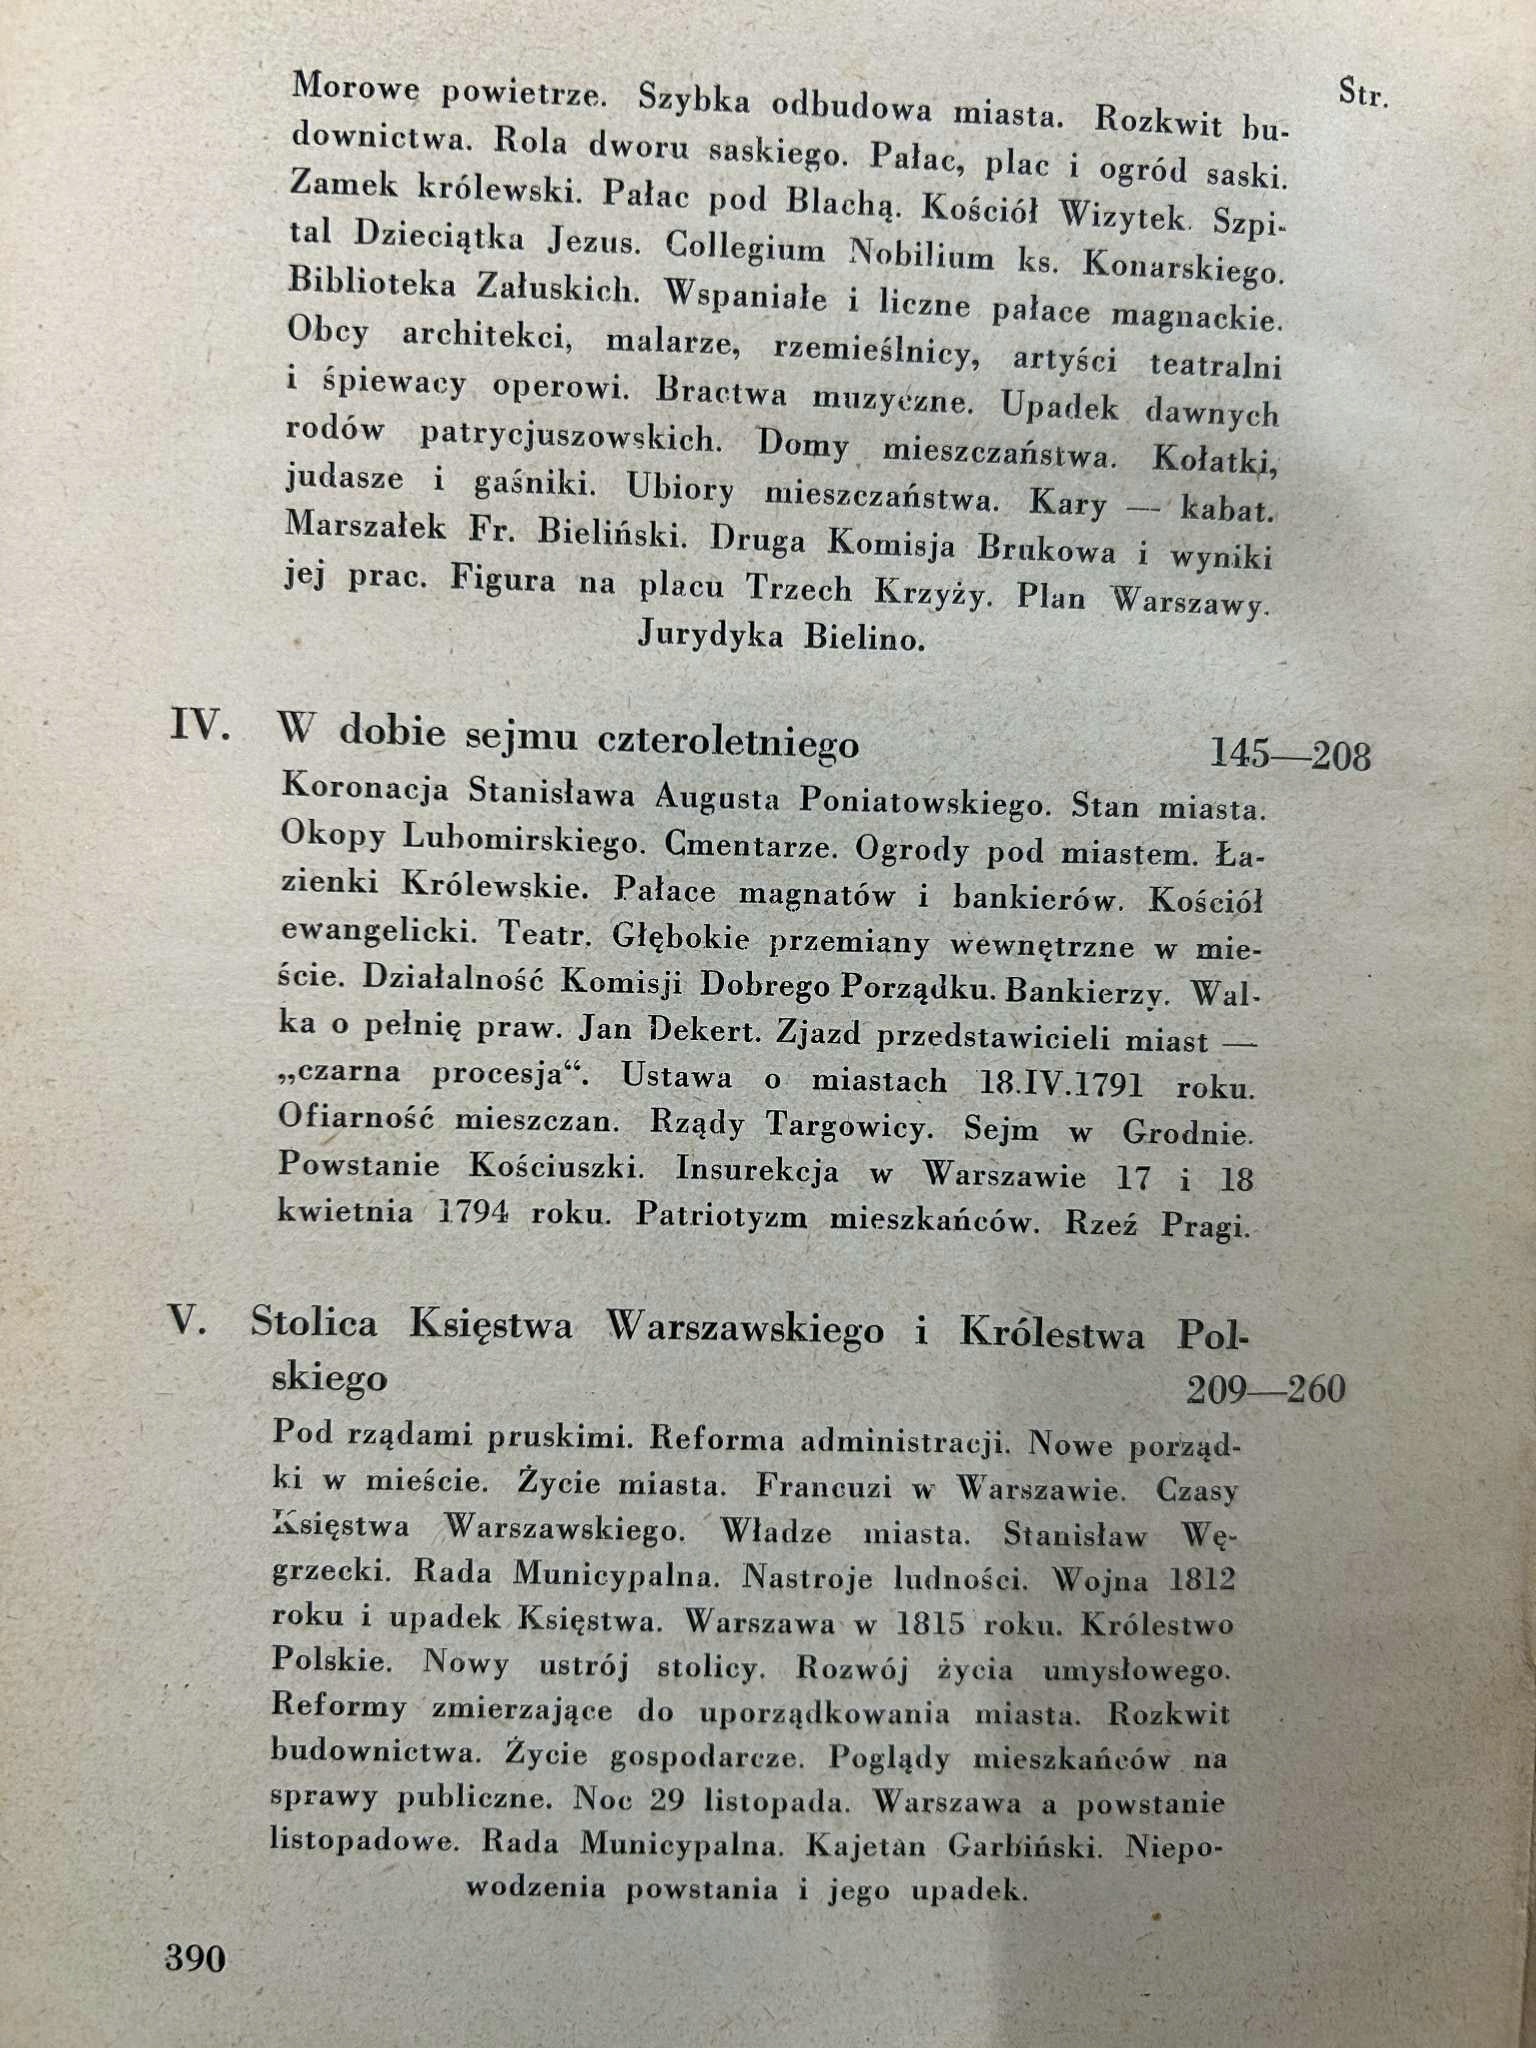 Str.
Morowe powietrze. Szybka odbudowa miasta. Rozkwit bu-
downictwa. Rola dworu saskiego. Pałac, plac i ogród saski.
Zamek królewski. Pałac pod Blachą. Kościół Wizytek. Szpi-
tal Dzieciątka Jezus. Collegium Nobilium ks. Konarskiego.
Biblioteka Załuskich. Wspaniałe i liczne pałace magnackie.
Obcy architekci, malarze, rzemieślnicy, artyści teatralni
i śpiewacy operowi. Bractwa muzyczne. Upadek dawnych
rodów patrycjuszowskich. Domy mieszczaństwa. Kołatki,
judasze i gaśniki. Ubiory mieszczaństwa. Kary — kabat.
Marszałek Fr. Bieliński. Druga Komisja Brukowa i wyniki
jej prac. Figura na placu Trzech Krzyży. Plan Warszawy.
Jurydyka Bielino.
IV. W dobie sejmu czteroletniego 145—208
Koronacja Stanisława Augusta Poniatowskiego. Stan miasta.
Okopy Lubomirskiego. Cmentarze. Ogrody pod miastem. Ła-
zienki Królewskie. Pałace magnatów i bankierów. Kościół
ewangelicki. Teatr. Głębokie przemiany wewnętrzne w mie-
ście. Działalność Komisji Dobrego Porządku. Bankierzy. Wal-
ka o pełnię praw. Jan Dekert. Zjazd przedstawicieli miast —
„czarna procesja“. Ustawa o miastach 18.IV.1791 roku.
Ofiarność mieszczan. Rządy Targowicy. Sejm w Grodnie.
Powstanie Kościuszki. Insurekcja w Warszawie 17 i 18
kwietnia 1794 roku. Patriotyzm mieszkańców. Rzeź Pragi.
V. Stolica Księstwa Warszawskiego i Królestwa Pol-
skiego 209—260
Pod rządami pruskimi. Reforma administracji. Nowe porząd-
ki w mieście. Życie miasta. Francuzi w Warszawie. Czasy
Księstwa Warszawskiego. Władze miasta. Stanisław Wę-
grzecki. Rada Municypalna. Nastroje ludności. Wojna 1812
roku i upadek Księstwa. Warszawa w 1815 roku. Królestwo
Polskie. Nowy ustrój stolicy. Rozwój życia umysłowego.
Reformy zmierzające do uporządkowania miasta. Rozkwit
budownictwa. Życie gospodarcze. Poglądy mieszkańców na
sprawy publiczne. Noc 29 listopada. Warszawa a powstanie
listopadowe. Rada Municypalna. Kajetan Garbiński. Niepo-
wodzenia powstania i jego upadek.
390